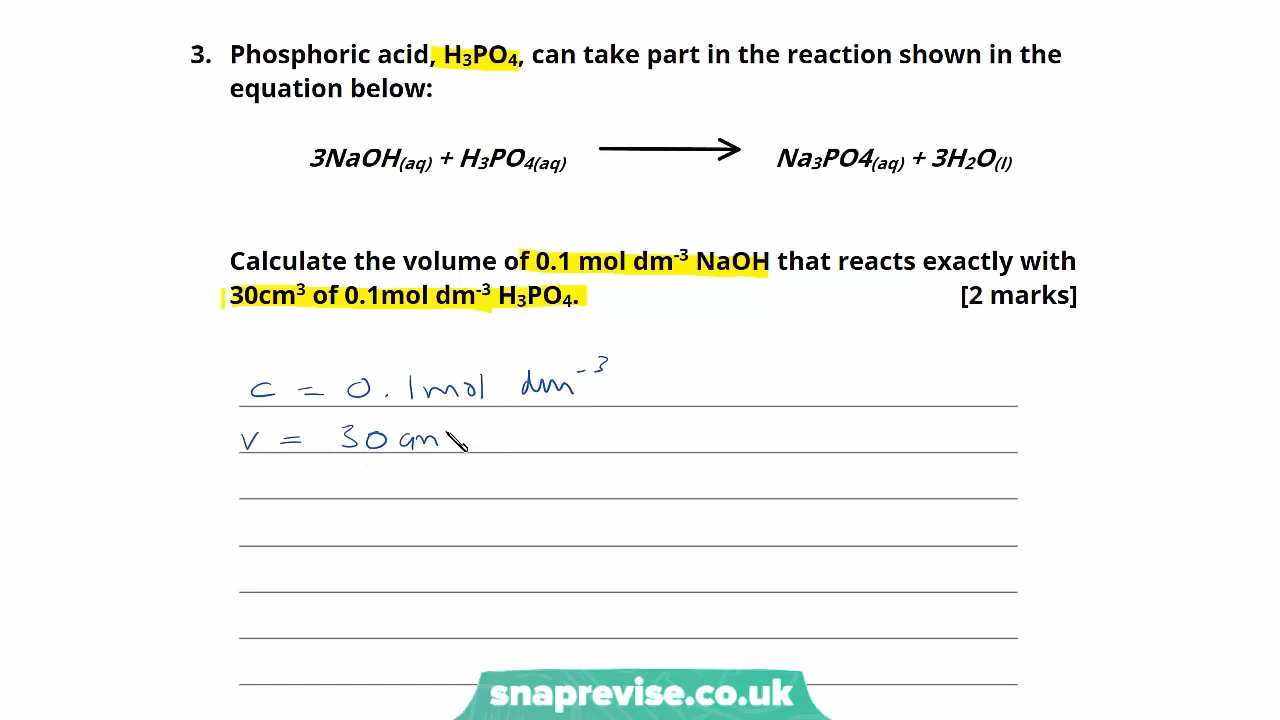 3. Phosphoric acid, H₃PO₄, can take part in the reaction shown in the
equation below:
3NaOH(aq) + H₃PO₄(aq) ⟶ Na₃PO4(aq) + 3H₂O(l)
Calculate the volume of 0.1 mol dm⁻³ NaOH that reacts exactly with
30cm³ of 0.1mol dm⁻³ H₃PO₄. [2 marks]
c = 0.1mol dm⁻³
v = 30 cm
snaprevise.co.uk